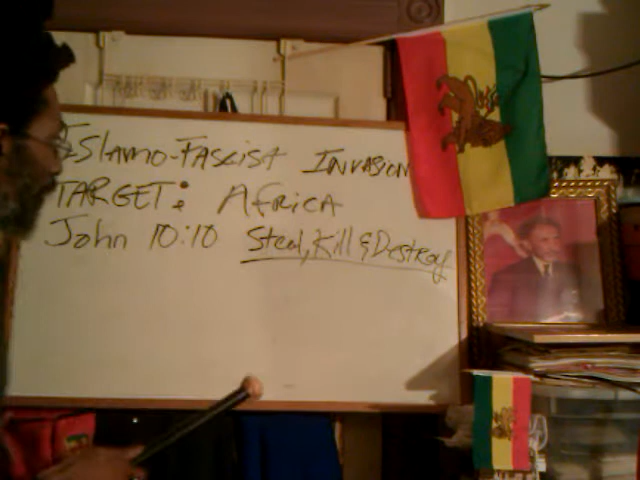 Islamo-Fascist Invasion
TARGET: Africa
John 10:10 Steal, Kill & Destroy